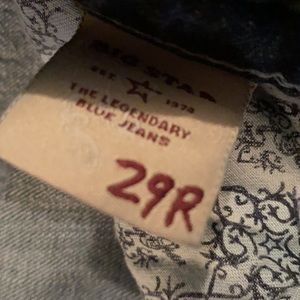 BIG STAR
EST. 1974
THE LEGENDARY
BLUE JEANS
29R